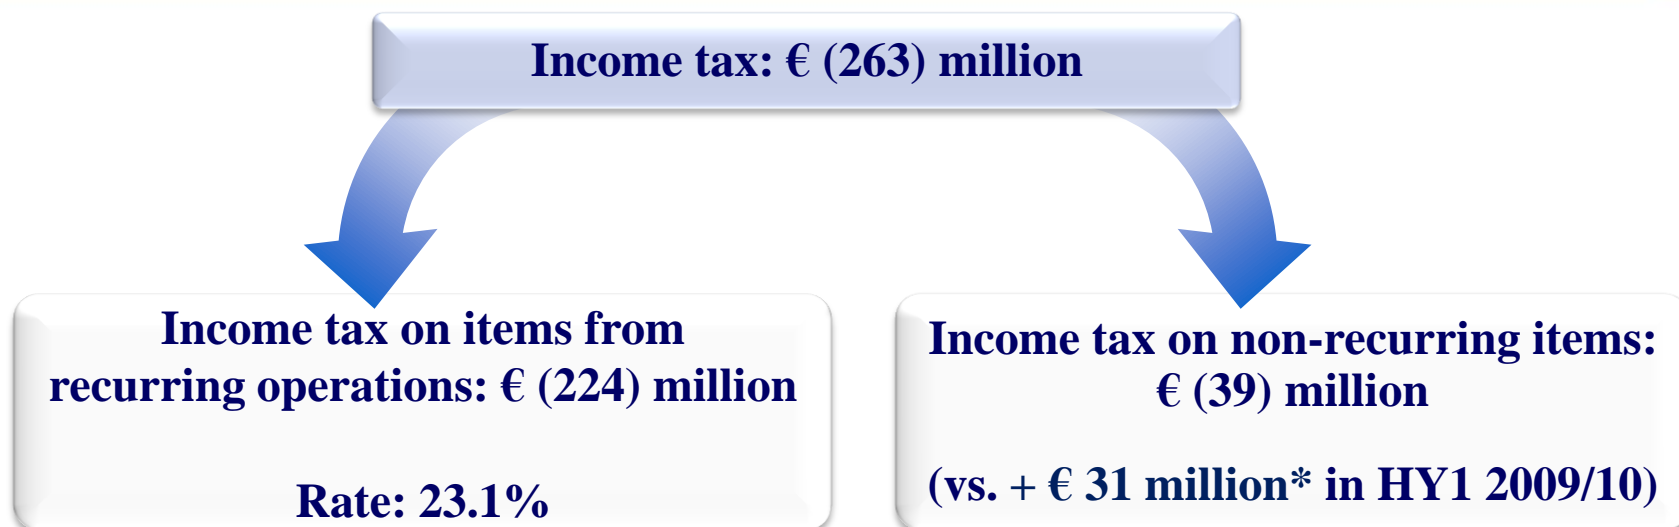 Income tax: € (263) million
Income tax on items from
recurring operations: € (224) million
Rate: 23.1%
Income tax on non-recurring items:
€ (39) million
(vs. + € 31 million* in HY1 2009/10)